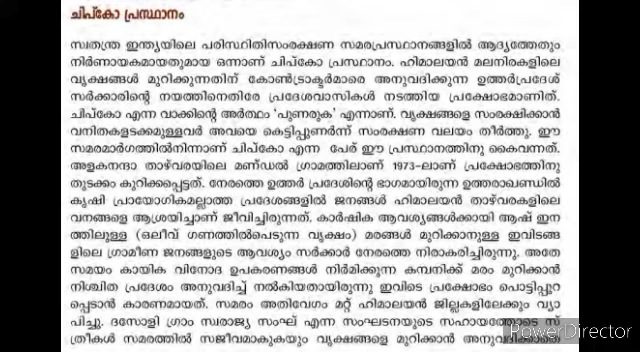 ചിപ്കോ പ്രസ്ഥാനം
സ്വതന്ത്ര ഇന്ത്യയിലെ പരിസ്ഥിതിസംരക്ഷണ സമരപ്രസ്ഥാനങ്ങളിൽ ആദ്യത്തേതും
നിർണായകമായതുമായ ഒന്നാണ് ചിപ്കോ പ്രസ്ഥാനം. ഹിമാലയൻ മലനിരകളിലെ
വൃക്ഷങ്ങൾ മുറിക്കുന്നതിന് കോൺട്രാക്ടർമാരെ അനുവദിക്കുന്ന ഉത്തർപ്രദേശ്
സർക്കാരിന്റെ നയത്തിനെതിരേ പ്രദേശവാസികൾ നടത്തിയ പ്രക്ഷോഭമാണിത്.
ചിപ്കോ എന്ന വാക്കിന്റെ അർത്ഥം 'പുണരുക' എന്നാണ്. വൃക്ഷങ്ങളെ സംരക്ഷിക്കാൻ
വനിതകളടക്കമുള്ളവർ അവയെ കെട്ടിപ്പുണർന്ന് സംരക്ഷണ വലയം തീർത്തു. ഈ
സമരമാർഗത്തിൽനിന്നാണ് ചിപ്കോ എന്ന പേര് ഈ പ്രസ്ഥാനത്തിനു കൈവന്നത്.
അളകനന്ദാ താഴ്‌വരയിലെ മണ്ഡൽ ഗ്രാമത്തിലാണ് 1973-ലാണ് പ്രക്ഷോഭത്തിനു
തുടക്കം കുറിക്കപ്പെട്ടത്. നേരത്തെ ഉത്തർ പ്രദേശിന്റെ ഭാഗമായിരുന്ന ഉത്തരാഖണ്ഡിൽ
കൃഷി പ്രായോഗികമല്ലാത്ത പ്രദേശങ്ങളിൽ ജനങ്ങൾ ഹിമാലയൻ താഴ്‌വരകളിലെ
വനങ്ങളെ ആശ്രയിച്ചാണ് ജീവിച്ചിരുന്നത്. കാർഷിക ആവശ്യങ്ങൾക്കായി ആഷ് ഇന
ത്തിലുള്ള (ഒലീവ് ഗണത്തിൽപെടുന്ന വൃക്ഷം) മരങ്ങൾ മുറിക്കാനുള്ള ഇവിടങ്ങ
ളിലെ ഗ്രാമീണ ജനങ്ങളുടെ ആവശ്യം സർക്കാർ നേരത്തെ നിരാകരിച്ചിരുന്നു. അതേ
സമയം കായിക വിനോദ ഉപകരണങ്ങൾ നിർമിക്കുന്ന കമ്പനിക്ക് മരം മുറിക്കാൻ
നിശ്ചിത പ്രദേശം അനുവദിച്ച് നൽകിയതായിരുന്നു ഇവിടെ പ്രക്ഷോഭം പൊട്ടിപ്പുറ
പ്പെടാൻ കാരണമായത്. സമരം അതിവേഗം മറ്റ് ഹിമാലയൻ ജില്ലകളിലേക്കും വ്യാ
പിച്ചു. ദസോളി ഗ്രാം സ്വരാജ്യ സംഘ് എന്ന സംഘടനയുടെ സഹായത്തോടെ സ്
ത്രീകൾ സമരത്തിൽ സജീവമാകുകയും വൃക്ഷങ്ങളെ മുറിക്കാൻ അനുവദിക്കാതെ
PowerDirector